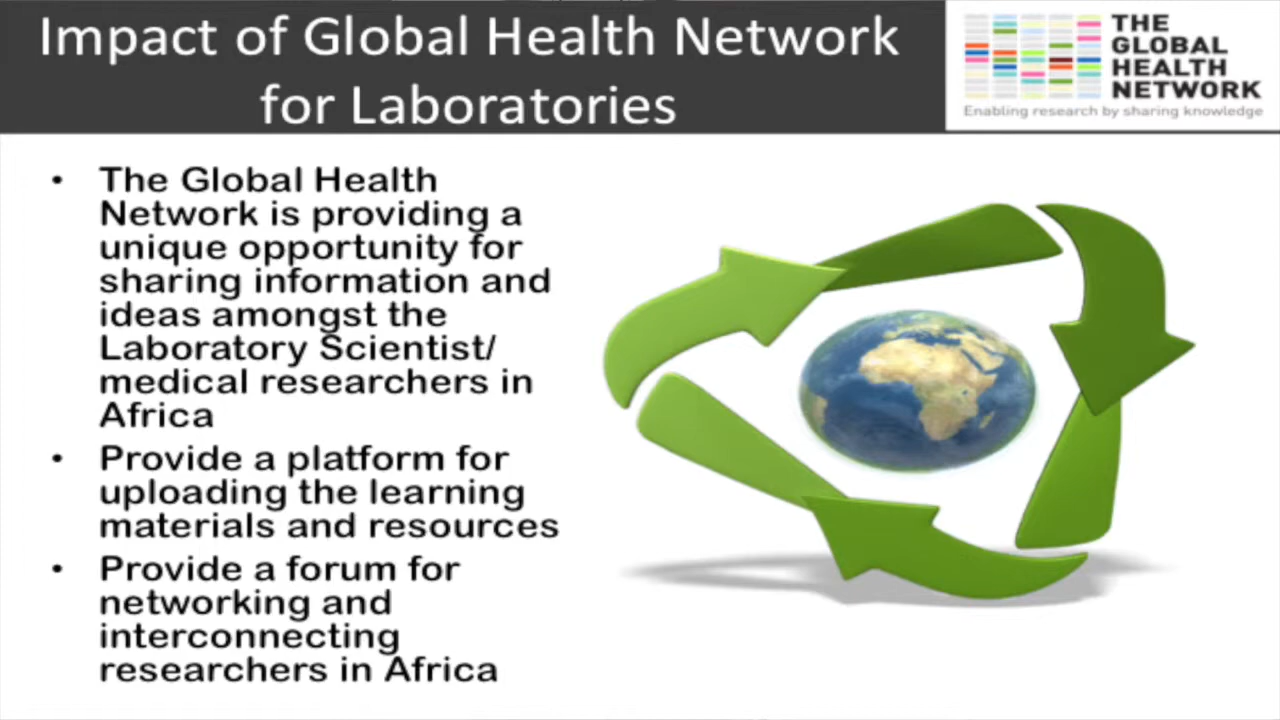 Impact of Global Health Network
for Laboratories
THE
GLOBAL
HEALTH
NETWORK
Enabling research by sharing knowledge
• The Global Health
Network is providing a
unique opportunity for
sharing information and
ideas amongst the
Laboratory Scientist/
medical researchers in
Africa
• Provide a platform for
uploading the learning
materials and resources
• Provide a forum for
networking and
interconnecting
researchers in Africa